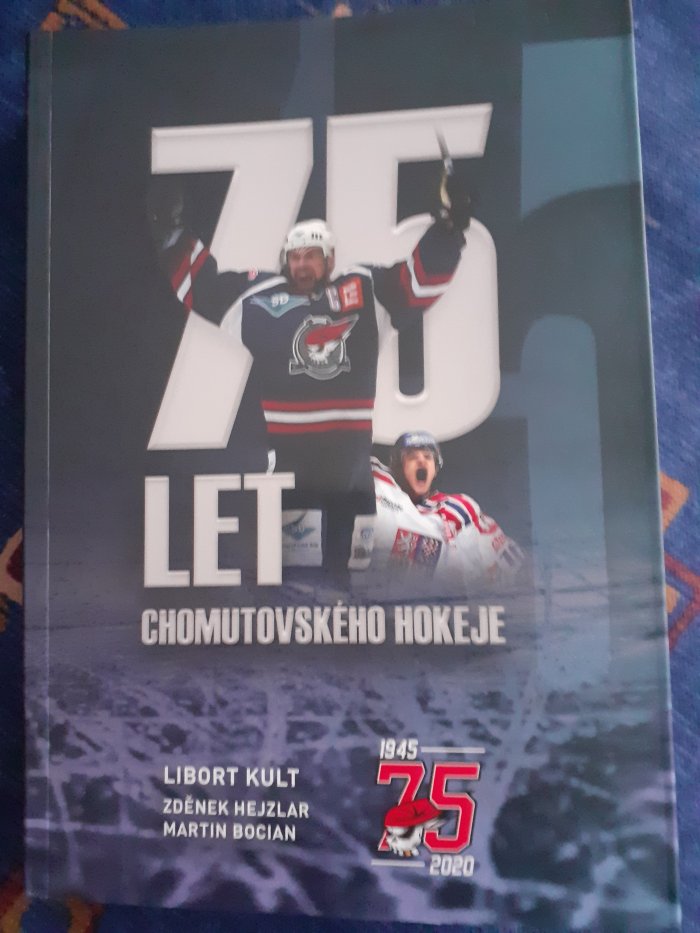 75
LET
CHOMUTOVSKÉHO HOKEJE
LIBORT KULT
ZDĚNEK HEJZLAR
MARTIN BOCIAN
1945
75
2020